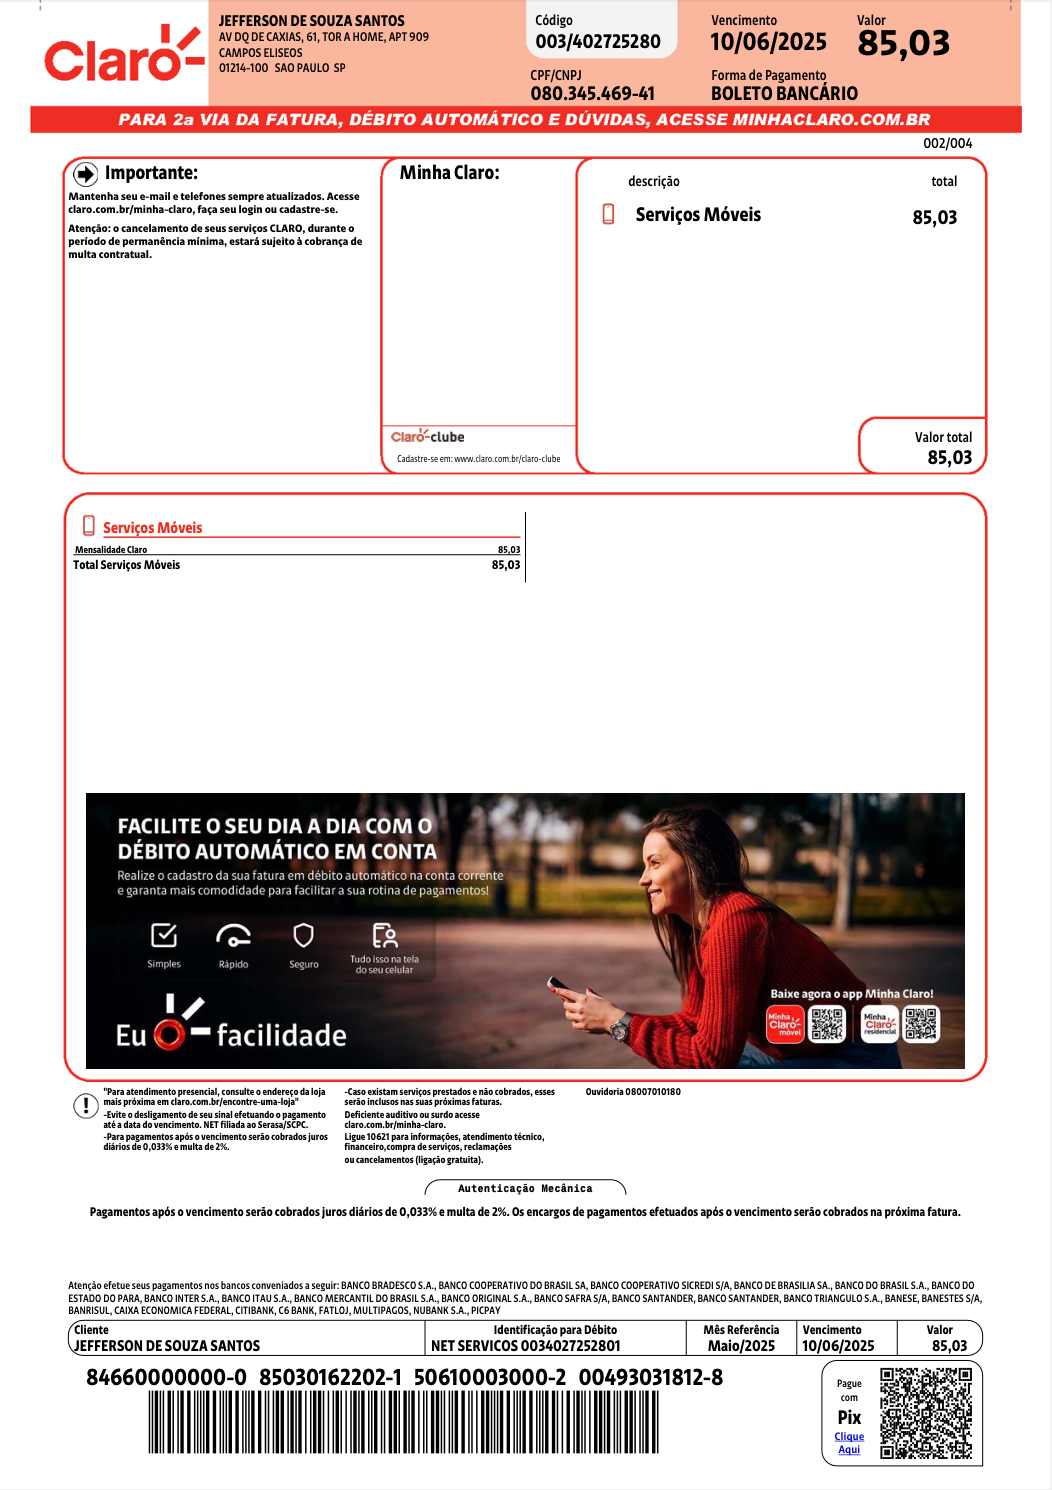 Claro
JEFFERSON DE SOUZA SANTOS
AV DQ DE CAXIAS, 61, TOR A HOME, APT 909
CAMPOS ELISEOS
01214-100 SAO PAULO SP
Código
003/402725280
CPF/CNPJ
080.345.469-41
Vencimento
10/06/2025
Valor
85,03
Forma de Pagamento
BOLETO BANCÁRIO
PARA 2a VIA DA FATURA, DÉBITO AUTOMÁTICO E DÚVIDAS, ACESSE MINHACLARO.COM.BR
002/004
Importante:
Mantenha seu e-mail e telefones sempre atualizados. Acesse
claro.com.br/minha-claro, faça seu login ou cadastre-se.
Atenção: o cancelamento de seus serviços CLARO, durante o
período de permanência mínima, estará sujeito à cobrança de
multa contratual.
Minha Claro:
Claro-clube
Cadastre-se em: www.claro.com.br/claro-clube
descrição total
Serviços Móveis 85,03
Valor total
85,03
Serviços Móveis
Mensalidade Claro 85,03
Total Serviços Móveis 85,03
FACILITE O SEU DIA A DIA COM O
DÉBITO AUTOMÁTICO EM CONTA
Realize o cadastro da sua fatura em débito automático na conta corrente
e garanta mais comodidade para facilitar a sua rotina de pagamentos!
Simples
Rápido
Seguro
Tudo isso na tela
do seu celular
Eu facilidade
Baixe agora o app Minha Claro!
Minha
Claro
móvel
Minha
Claro
residencial
"Para atendimento presencial, consulte o endereço da loja
mais próxima em claro.com.br/encontre-uma-loja"
-Evite o desligamento de seu sinal efetuando o pagamento
até a data do vencimento. NET filiada ao Serasa/SCPC.
-Para pagamentos após o vencimento serão cobrados juros
diários de 0,033% e multa de 2%.
-Caso existam serviços prestados e não cobrados, esses
serão inclusos nas suas próximas faturas.
Deficiente auditivo ou surdo acesse
claro.com.br/minha-claro.
Ligue 10621 para informações, atendimento técnico,
financeiro,compra de serviços, reclamações
ou cancelamentos (ligação gratuita).
Ouvidoria 08007010180
Autenticação Mecânica
Pagamentos após o vencimento serão cobrados juros diários de 0,033% e multa de 2%. Os encargos de pagamentos efetuados após o vencimento serão cobrados na próxima fatura.
Atenção efetue seus pagamentos nos bancos conveniados a seguir: BANCO BRADESCO S.A., BANCO COOPERATIVO DO BRASIL SA, BANCO COOPERATIVO SICREDI S/A, BANCO DE BRASILIA SA., BANCO DO BRASIL S.A., BANCO DO
ESTADO DO PARA, BANCO INTER S.A., BANCO ITAU S.A., BANCO MERCANTIL DO BRASIL S.A., BANCO ORIGINAL S.A., BANCO SAFRA S/A, BANCO SANTANDER, BANCO SANTANDER, BANCO TRIANGULO S.A., BANESE, BANESTES S/A,
BANRISUL, CAIXA ECONOMICA FEDERAL, CITIBANK, C6 BANK, FATLOJ, MULTIPAGOS, NUBANK S.A., PICPAY
Cliente Identificação para Débito Mês Referência Vencimento Valor
JEFFERSON DE SOUZA SANTOS NET SERVICOS 0034027252801 Maio/2025 10/06/2025 85,03
84660000000-0 85030162202-1 50610003000-2 00493031812-8
Pague
com
Pix
Clique
Aqui